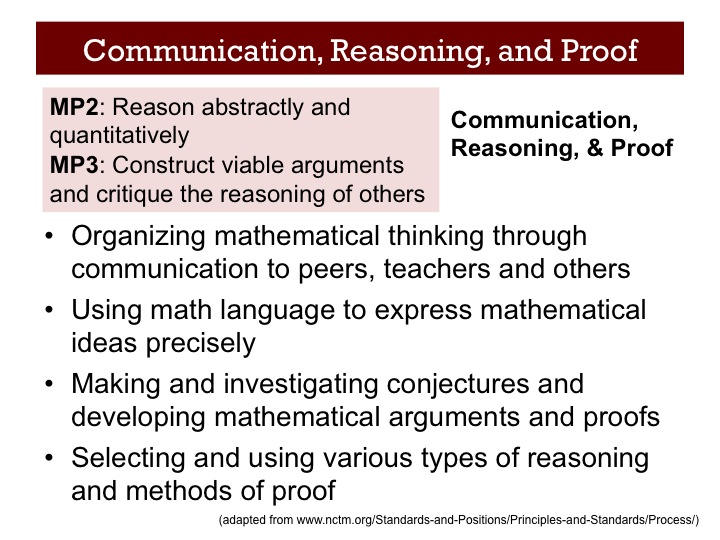 Communication, Reasoning, and Proof
MP2: Reason abstractly and
quantitatively
MP3: Construct viable arguments
and critique the reasoning of others
Communication,
Reasoning, & Proof
• Organizing mathematical thinking through
communication to peers, teachers and others
• Using math language to express mathematical
ideas precisely
• Making and investigating conjectures and
developing mathematical arguments and proofs
• Selecting and using various types of reasoning
and methods of proof
(adapted from www.nctm.org/Standards-and-Positions/Principles-and-Standards/Process/)